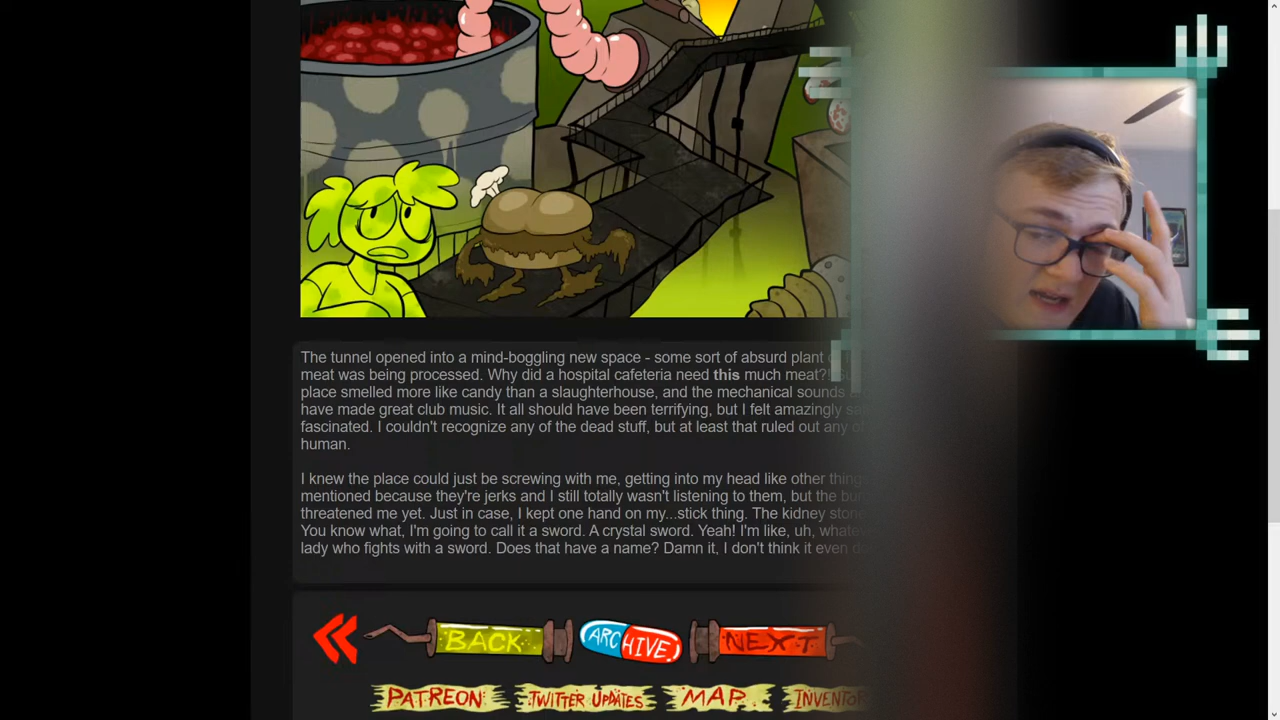 The tunnel opened into a mind-boggling new space - some sort of absurd plant
meat was being processed. Why did a hospital cafeteria need this much meat?!
place smelled more like candy than a slaughterhouse, and the mechanical sounds
have made great club music. It all should have been terrifying, but I felt amazingly
fascinated. I couldn't recognize any of the dead stuff, but at least that ruled out any
human.
I knew the place could just be screwing with me, getting into my head like other
mentioned because they're jerks and I still totally wasn't listening to them, but the
threatened me yet. Just in case, I kept one hand on my...stick thing. The kidney
You know what, I'm going to call it a sword. A crystal sword. Yeah! I'm like, uh,
lady who fights with a sword. Does that have a name? Damn it, I don't think it even
BACK ARCHIVE NEXT
PATREON TWITTER UPDATES MAP